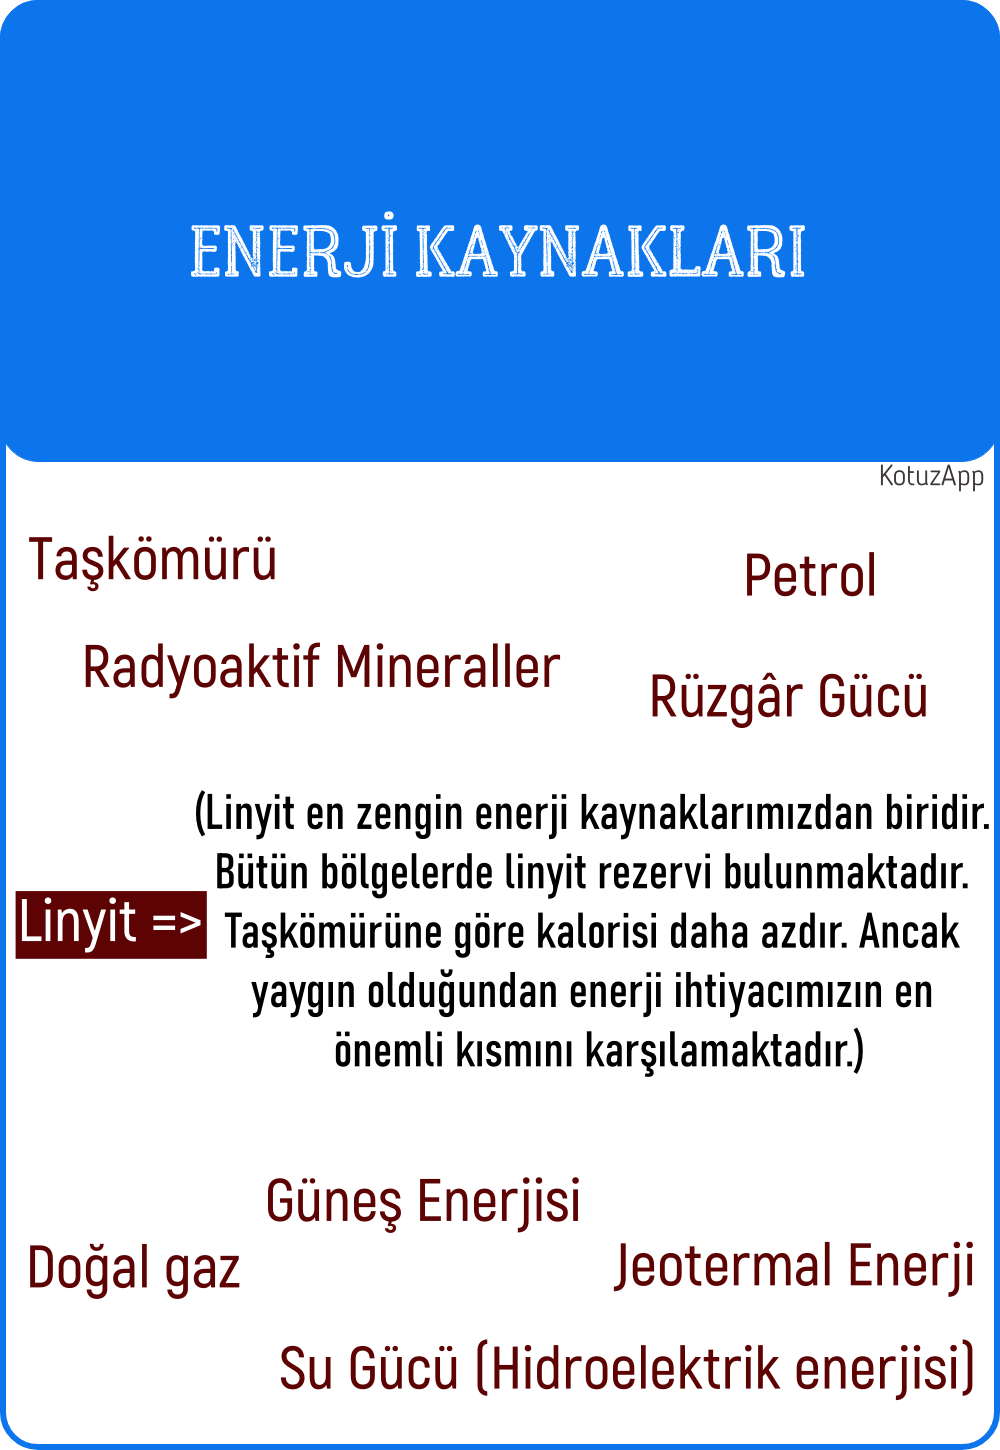 ENERJİ KAYNAKLARI
KotuzApp
Taşkömürü
Petrol
Radyoaktif Mineraller
Rüzgâr Gücü
(Linyit en zengin enerji kaynaklarımızdan biridir.
Bütün bölgelerde linyit rezervi bulunmaktadır.
Linyit =>
Taşkömürüne göre kalorisi daha azdır. Ancak
yaygın olduğundan enerji ihtiyacımızın en
önemli kısmını karşılamaktadır.)
Güneş Enerjisi
Doğal gaz
Jeotermal Enerji
Su Gücü (Hidroelektrik enerjisi)